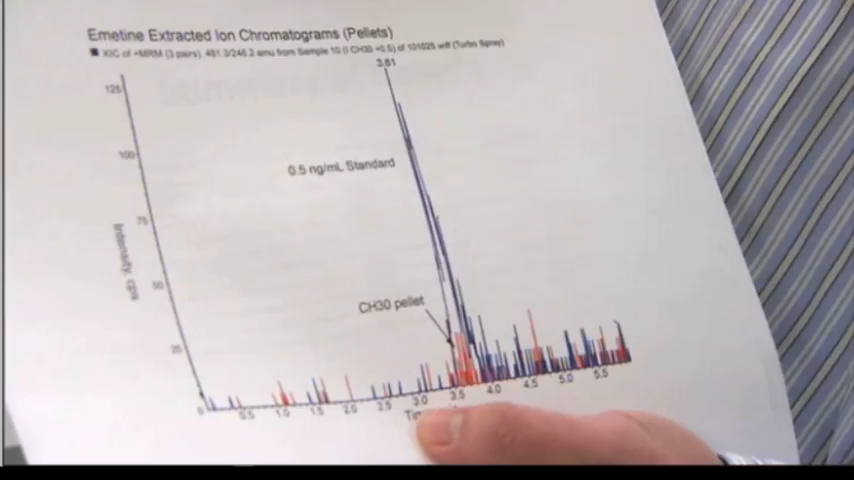 Emetine Extracted Ion Chromatograms (Pellets)
XIC of +MRM (3 pairs): 481.3/246.2 amu from Sample 10 (I CH30 +0.5) of 101025.wiff (Turbo Spray)
3.61
125
100
75
50
25
0
Intensity, cps
0.5 ng/mL Standard
CH30 pellet
0.5 1.0 1.5 2.0 2.5 3.0 3.5 4.0 4.5 5.0 5.5